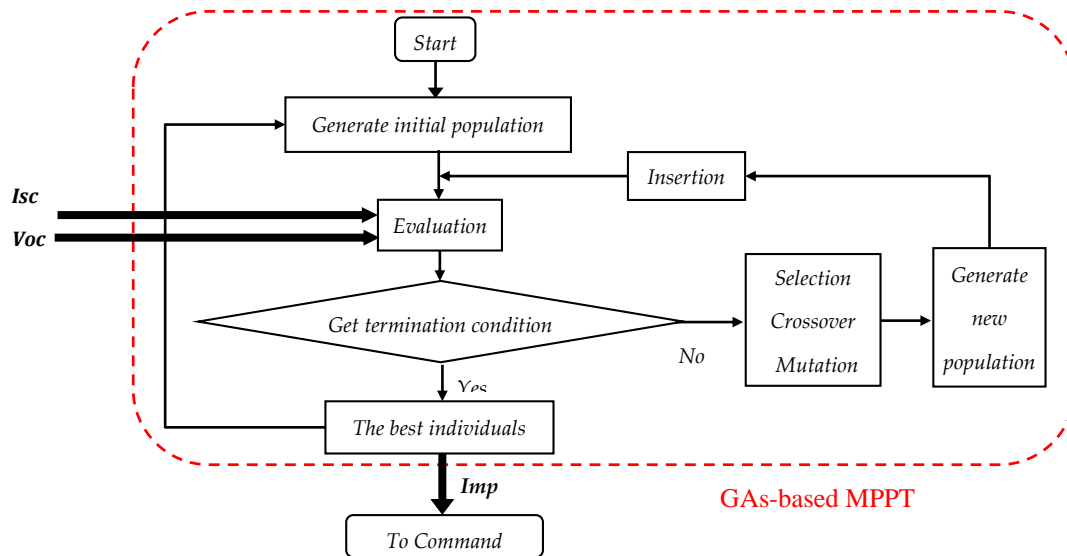 Start
Generate initial population
Insertion
Isc
Voc
Evaluation
Selection
Crossover
Mutation
Generate
new
population
Get termination condition
No
Yes
The best individuals
Imp
GAs-based MPPT
To Command